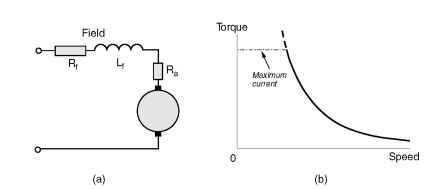 Field
R_f
L_f
R_a
(a)
Torque
Maximum
current
0
Speed
(b)